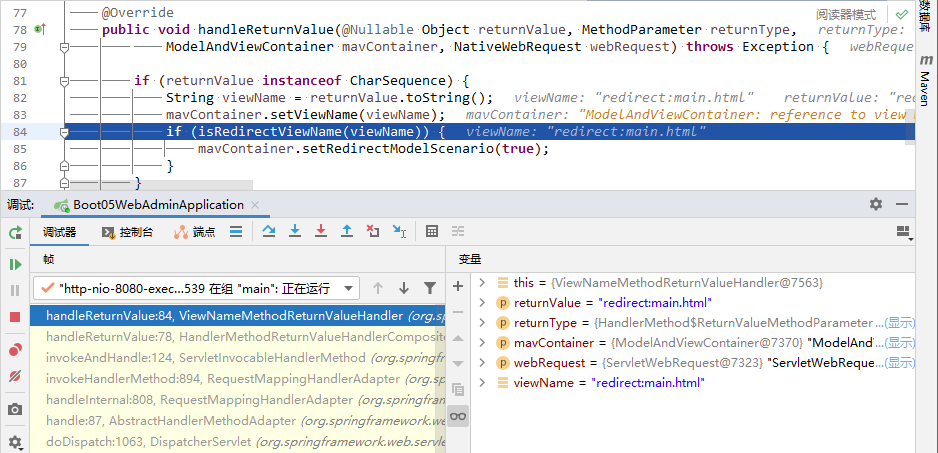 77 @Override
78 public void handleReturnValue(@Nullable Object returnValue, MethodParameter returnType, returnType:
阅读器模式
79 ModelAndViewContainer mavContainer, NativeWebRequest webRequest) throws Exception { webReque
80
81 if (returnValue instanceof CharSequence) {
82 String viewName = returnValue.toString(); viewName: "redirect:main.html" returnValue: "red
83 mavContainer.setViewName(viewName); mavContainer: "ModelAndViewContainer: reference to view
84 if (isRedirectViewName(viewName)) { viewName: "redirect:main.html"
85 mavContainer.setRedirectModelScenario(true);
86 }
87 }
数据库
m Maven
调试: Boot05WebAdminApplication
调试器 控制台 端点
帧
"http-nio-8080-exec...539 在组 "main": 正在运行
handleReturnValue:84, ViewNameMethodReturnValueHandler (org.sp
handleReturnValue:78, HandlerMethodReturnValueHandlerComposite
invokeAndHandle:124, ServletInvocableHandlerMethod (org.springfr
invokeHandlerMethod:894, RequestMappingHandlerAdapter (org.sp
handleInternal:808, RequestMappingHandlerAdapter (org.springfra
handle:87, AbstractHandlerMethodAdapter (org.springframework.we
doDispatch:1063, DispatcherServlet (org.springframework.web.servle
变量
this = {ViewNameMethodReturnValueHandler@7563}
returnValue = "redirect:main.html"
returnType = {HandlerMethod$ReturnValueMethodParameter ...(显示)
mavContainer = {ModelAndViewContainer@7370} "ModelAnd ...(显示)
webRequest = {ServletWebRequest@7323} "ServletWebReque...(显示)
viewName = "redirect:main.html"